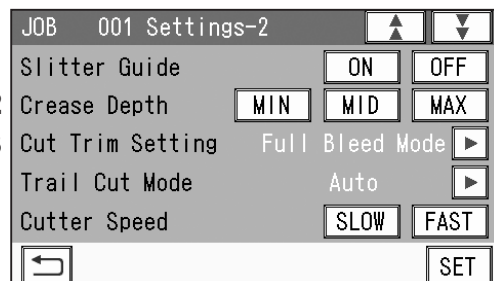 JOB 001 Settings-2
Slitter Guide ON OFF
Crease Depth MIN MID MAX
Cut Trim Setting Full Bleed Mode
Trail Cut Mode Auto
Cutter Speed SLOW FAST
SET